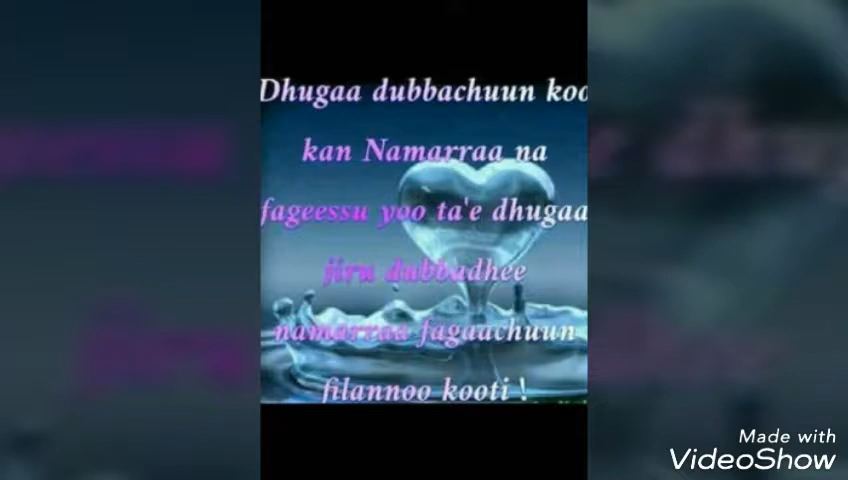 Dhugaa dubbachuun koo
kan Namarraa na
fageessu yoo ta'e dhugaa
jiru dubbadhee
namarraa fagaachuun
filannoo kooti !
Made with
VideoShow